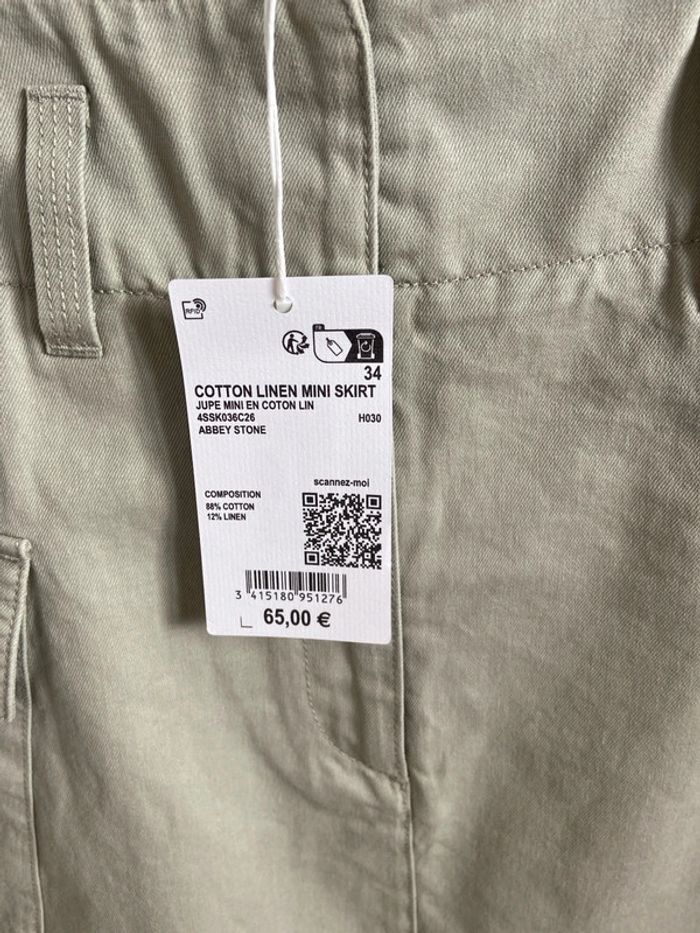 RFID
FR
34
COTTON LINEN MINI SKIRT
JUPE MINI EN COTON LIN
4SSK036C26 H030
ABBEY STONE
scannez-moi
COMPOSITION
88% COTTON
12% LINEN
3 415180 951276
65,00 €